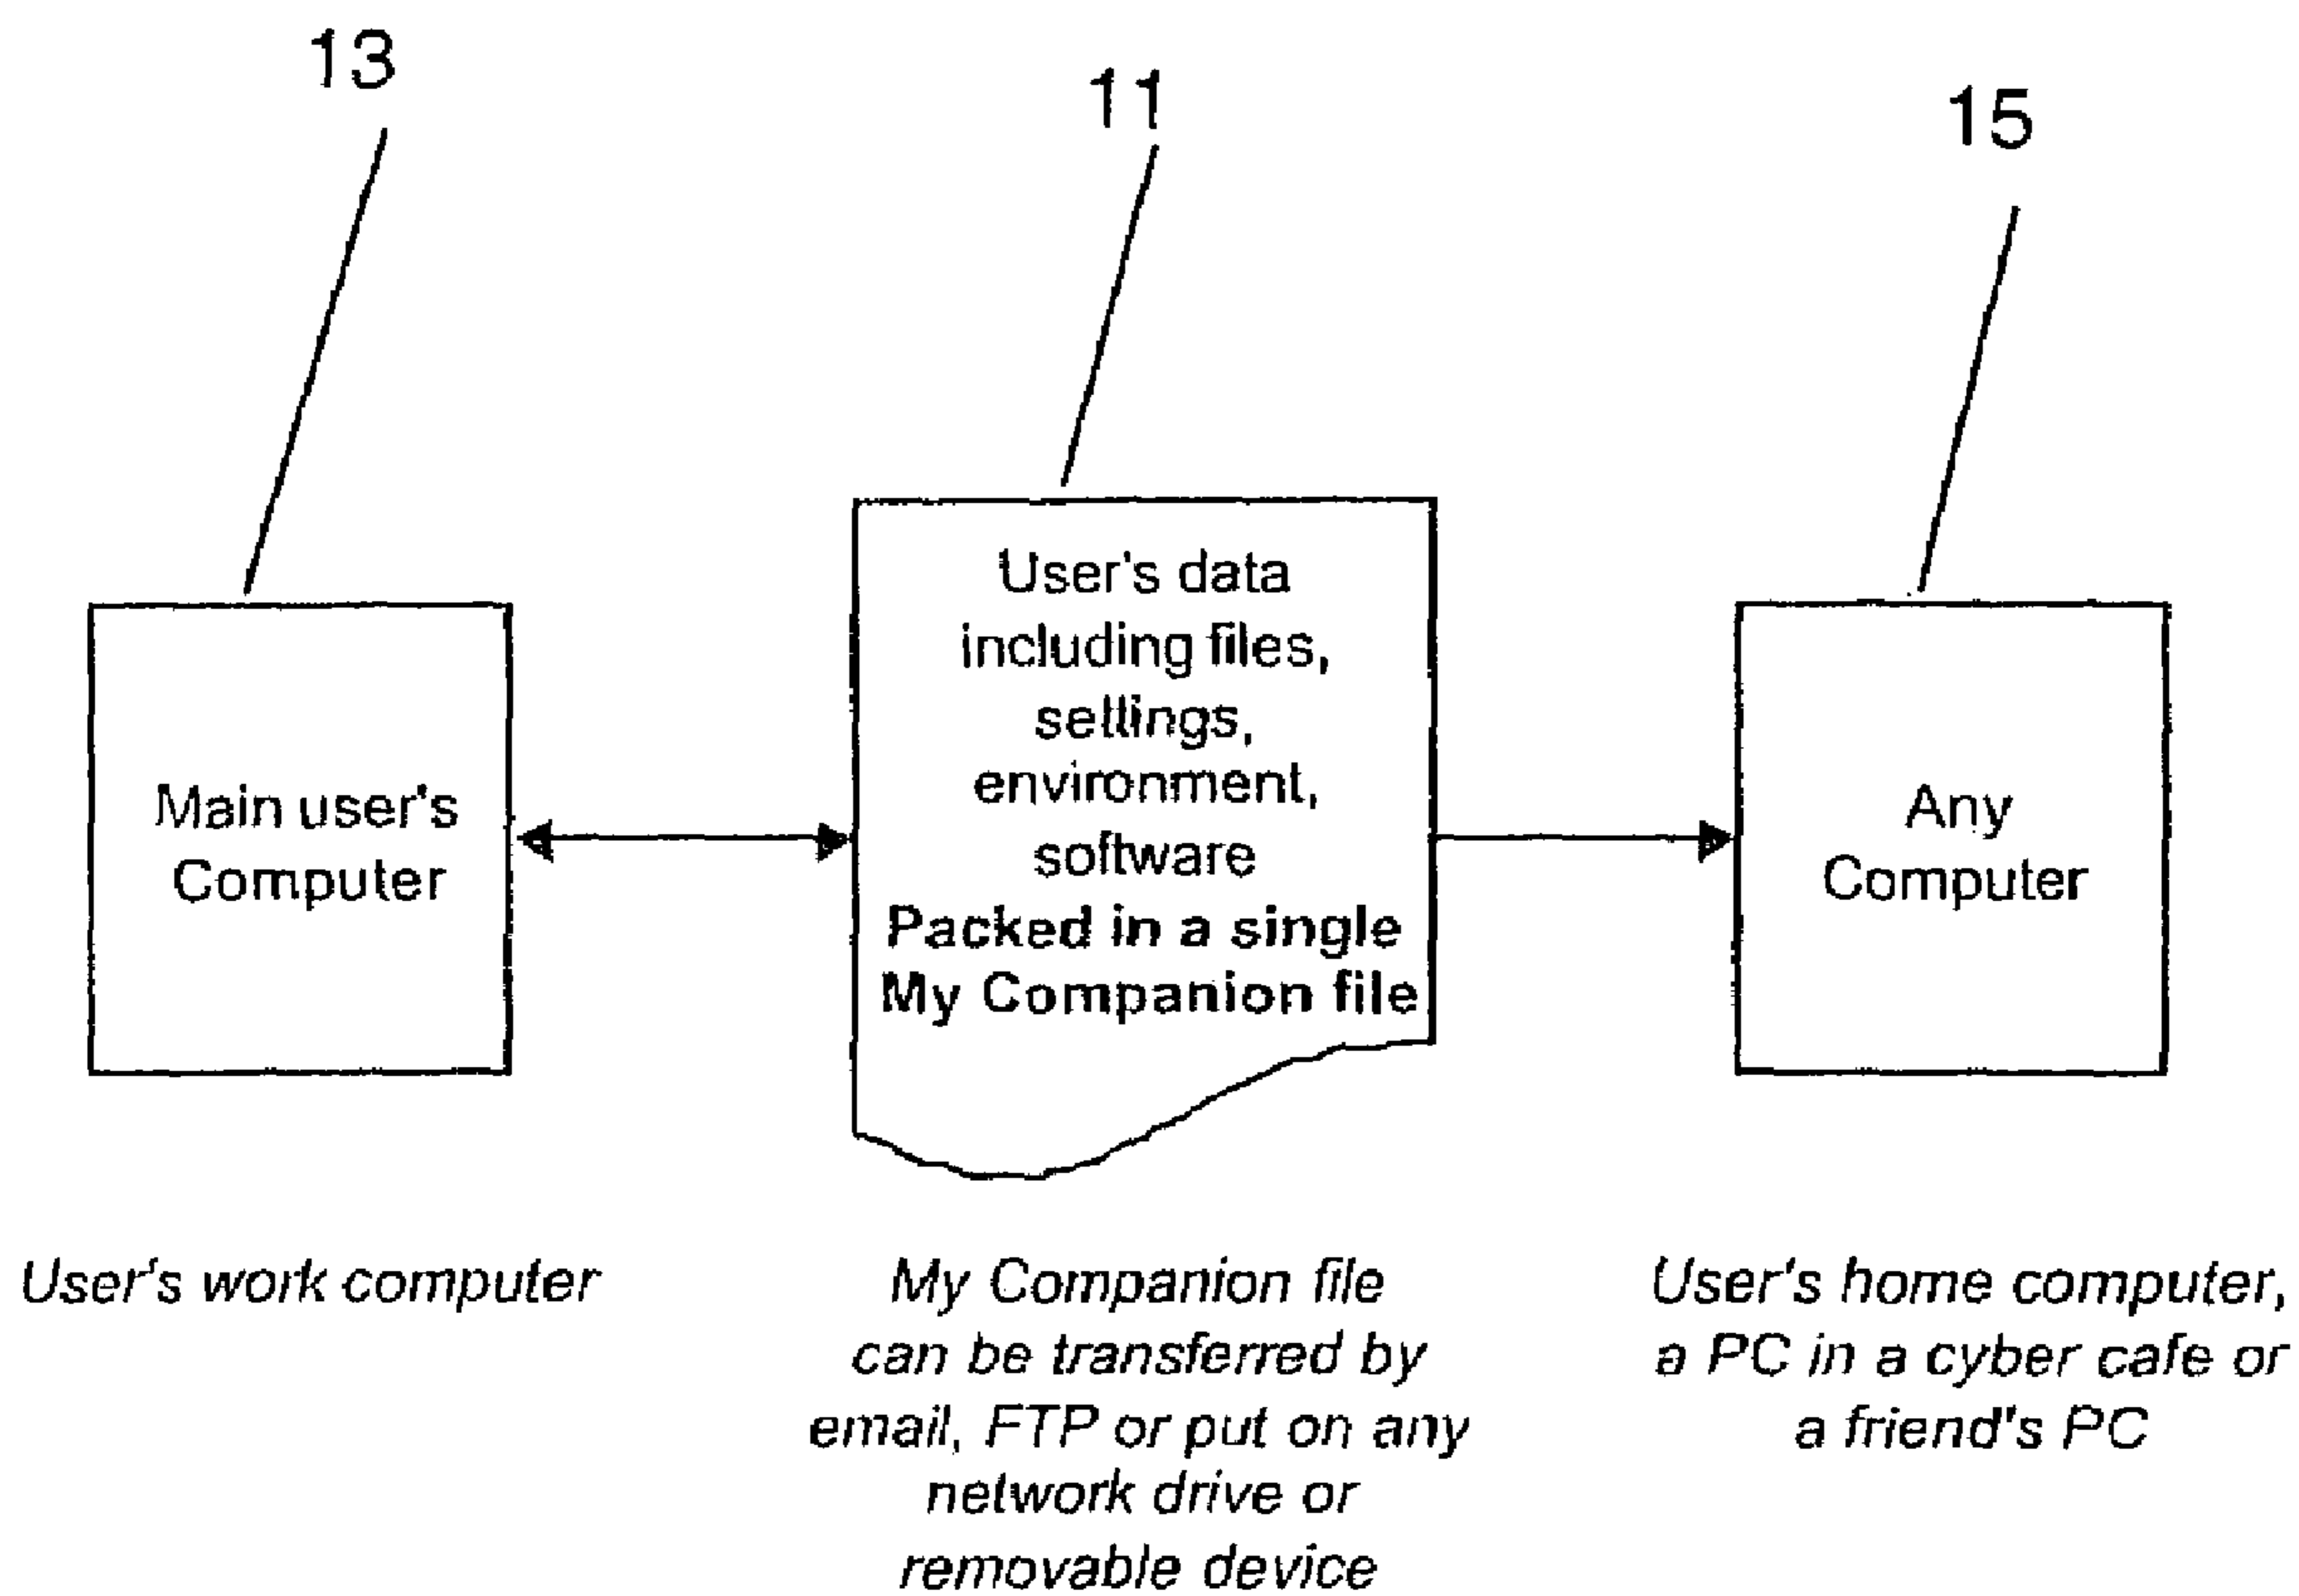 13
11
15
Main user's
Computer
User's data
including files,
settings,
environment,
software
Packed in a single
My Companion file
Any
Computer
User's work computer
My Companion file
can be transferred by
email, FTP or put on any
network drive or
removable device
User's home computer,
a PC in a cyber cafe or
a friend's PC